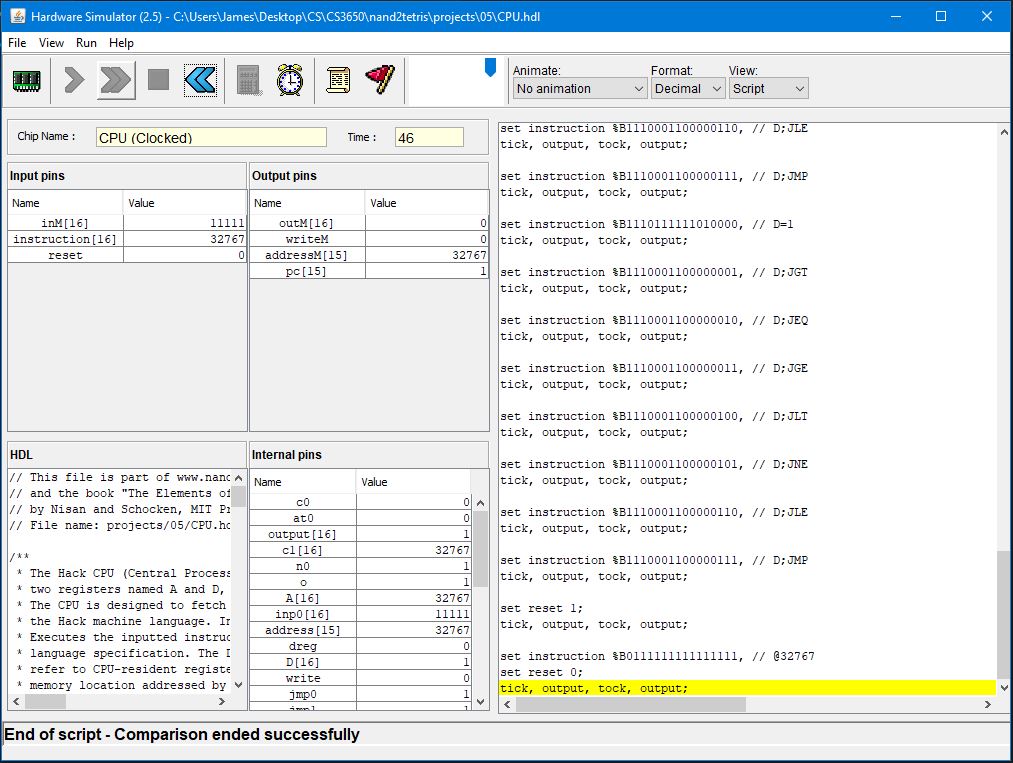 Hardware Simulator (2.5) - C:\Users\James\Desktop\CS\CS3650\nand2tetris\projects\05\CPU.hdl
File View Run Help
Animate: Format: View:
No animation Decimal Script
Chip Name : CPU (Clocked) Time : 46
Input pins
Name Value
inM[16] 11111
instruction[16] 32767
reset 0
Output pins
Name Value
outM[16] 0
writeM 0
addressM[15] 32767
pc[15] 1
HDL
// This file is part of www.nand
// and the book "The Elements of
// by Nisan and Schocken, MIT Pr
// File name: projects/05/CPU.hd
/**
* The Hack CPU (Central Process
* two registers named A and D,
* The CPU is designed to fetch
* the Hack machine language. In
* Executes the inputted instruc
* language specification. The D
* refer to CPU-resident registe
* memory location addressed by
Internal pins
Name Value
c0 0
at0 0
output[16] 1
c1[16] 32767
n0 1
o 1
A[16] 32767
inp0[16] 11111
address[15] 32767
dreg 0
D[16] 1
write 0
jmp0 1
jmp1 1
set instruction %B1110001100000110, // D;JLE
tick, output, tock, output;
set instruction %B1110001100000111, // D;JMP
tick, output, tock, output;
set instruction %B1110111111010000, // D=1
tick, output, tock, output;
set instruction %B1110001100000001, // D;JGT
tick, output, tock, output;
set instruction %B1110001100000010, // D;JEQ
tick, output, tock, output;
set instruction %B1110001100000011, // D;JGE
tick, output, tock, output;
set instruction %B1110001100000100, // D;JLT
tick, output, tock, output;
set instruction %B1110001100000101, // D;JNE
tick, output, tock, output;
set instruction %B1110001100000110, // D;JLE
tick, output, tock, output;
set instruction %B1110001100000111, // D;JMP
tick, output, tock, output;
set reset 1;
tick, output, tock, output;
set instruction %B0111111111111111, // @32767
set reset 0;
tick, output, tock, output;
End of script - Comparison ended successfully